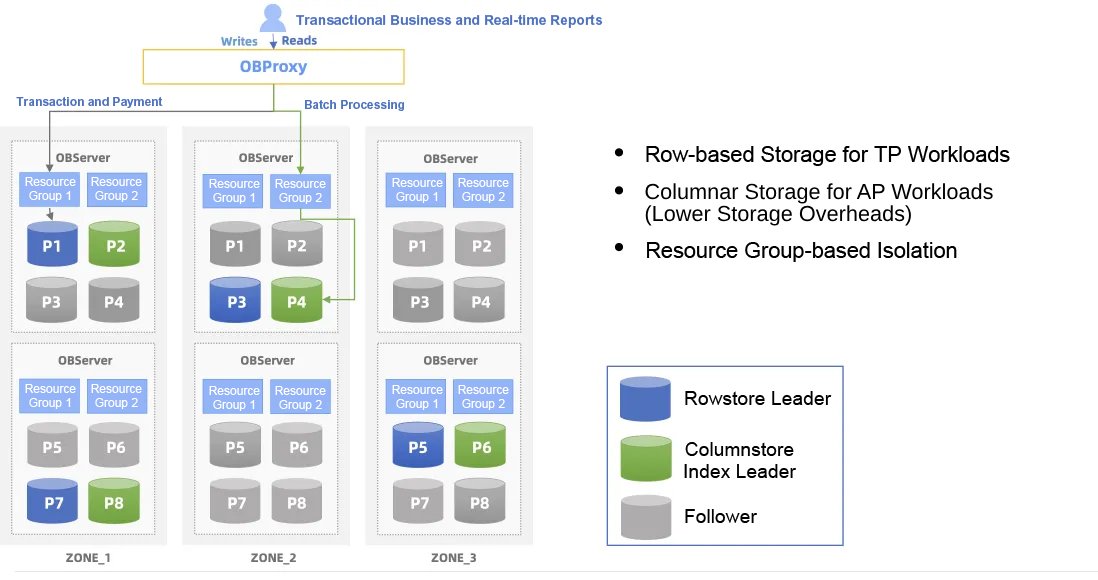 Transactional Business and Real-time Reports
Writes
Reads
OBProxy
Transaction and Payment
Batch Processing
OBServer
Resource
Group 1
Resource
Group 2
P1
P2
P3
P4
OBServer
Resource
Group 1
Resource
Group 2
P5
P6
P7
P8
ZONE_1
OBServer
Resource
Group 1
Resource
Group 2
P1
P2
P3
P4
OBServer
Resource
Group 1
Resource
Group 2
P5
P6
P7
P8
ZONE_2
OBServer
Resource
Group 1
Resource
Group 2
P1
P2
P3
P4
OBServer
Resource
Group 1
Resource
Group 2
P5
P6
P7
P8
ZONE_3
• Row-based Storage for TP Workloads
• Columnar Storage for AP Workloads
(Lower Storage Overheads)
• Resource Group-based Isolation
Rowstore Leader
Columnstore
Index Leader
Follower